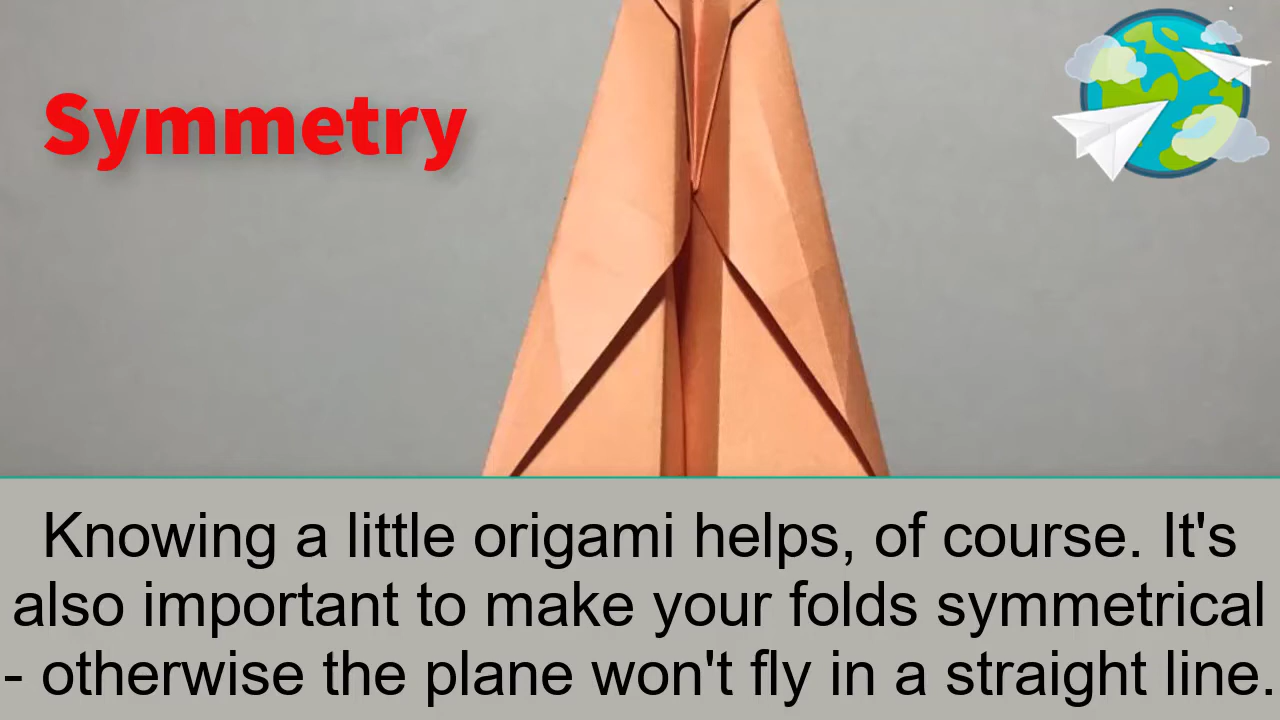 Symmetry
Knowing a little origami helps, of course. It's
also important to make your folds symmetrical
- otherwise the plane won't fly in a straight line.